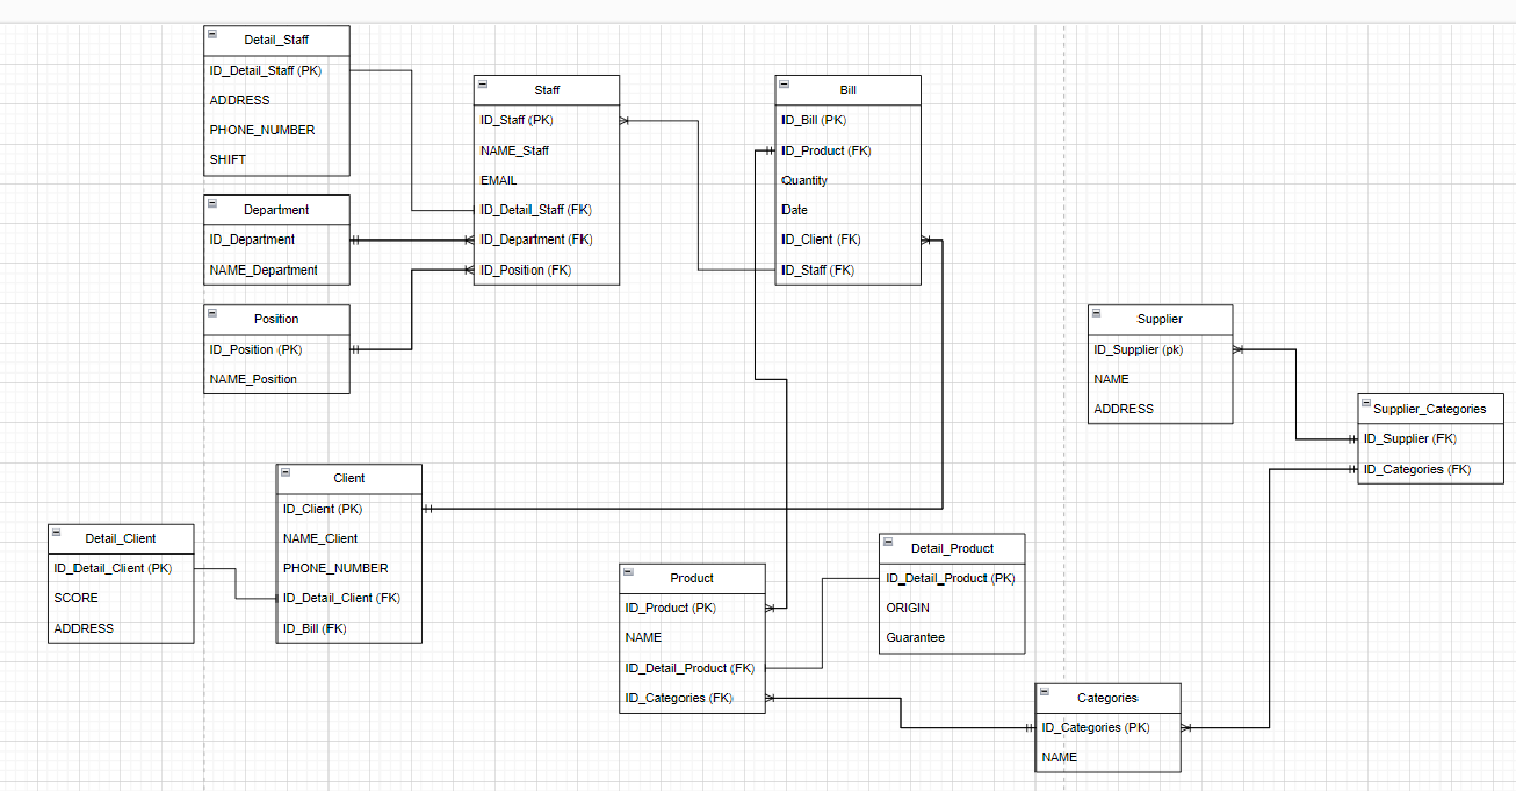 Detail_Staff
ID_Detail_Staff (PK)
ADDRESS
PHONE_NUMBER
SHIFT
Department
ID_Department
NAME_Department
Position
ID_Position (PK)
NAME_Position
Staff
ID_Staff (PK)
NAME_Staff
EMAIL
ID_Detail_Staff (FK)
ID_Department (FK)
ID_Position (FK)
Bill
ID_Bill (PK)
ID_Product (FK)
Quantity
Date
ID_Client (FK)
ID_Staff (FK)
Supplier
ID_Supplier (pk)
NAME
ADDRESS
Supplier_Categories
ID_Supplier (FK)
ID_Categories (FK)
Client
ID_Client (PK)
NAME_Client
PHONE_NUMBER
ID_Detail_Client (FK)
ID_Bill (FK)
Detail_Client
ID_Detail_Client (PK)
SCORE
ADDRESS
Product
ID_Product (PK)
NAME
ID_Detail_Product (FK)
ID_Categories (FK)
Detail_Product
ID_Detail_Product (PK)
ORIGIN
Guarantee
Categories
ID_Categories (PK)
NAME